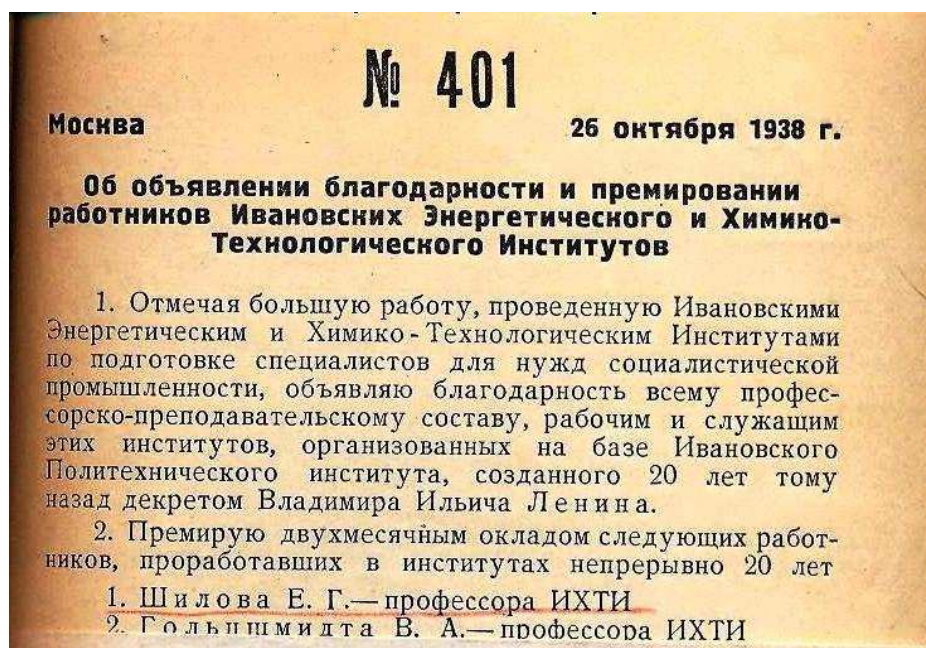 № 401
Москва 26 октября 1938 г.
Об объявлении благодарности и премировании
работников Ивановских Энергетического и Химико-
Технологического Институтов
1. Отмечая большую работу, проведенную Ивановскими
Энергетическим и Химико-Технологическим Институтами
по подготовке специалистов для нужд социалистической
промышленности, объявляю благодарность всему профес-
сорско-преподавательскому составу, рабочим и служащим
этих институтов, организованных на базе Ивановского
Политехнического института, созданного 20 лет тому
назад декретом Владимира Ильича Ленина.
2. Премирую двухмесячным окладом следующих работ-
ников, проработавших в институтах непрерывно 20 лет
1. Шилова Е. Г.—профессора ИХТИ
2. Гольдшмидта В. А.—профессора ИХТИ